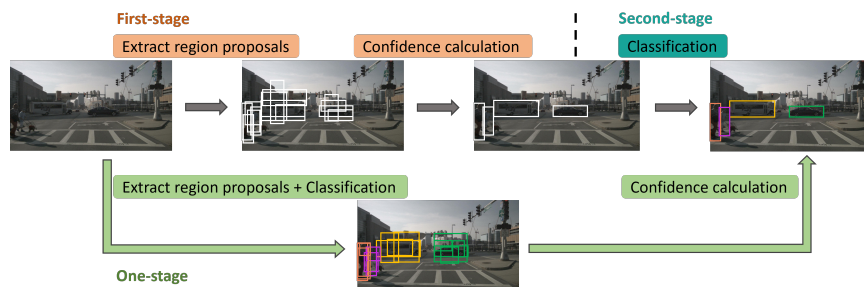 First-stage
Second-stage
Extract region proposals
Confidence calculation
Classification
Extract region proposals + Classification
Confidence calculation
One-stage